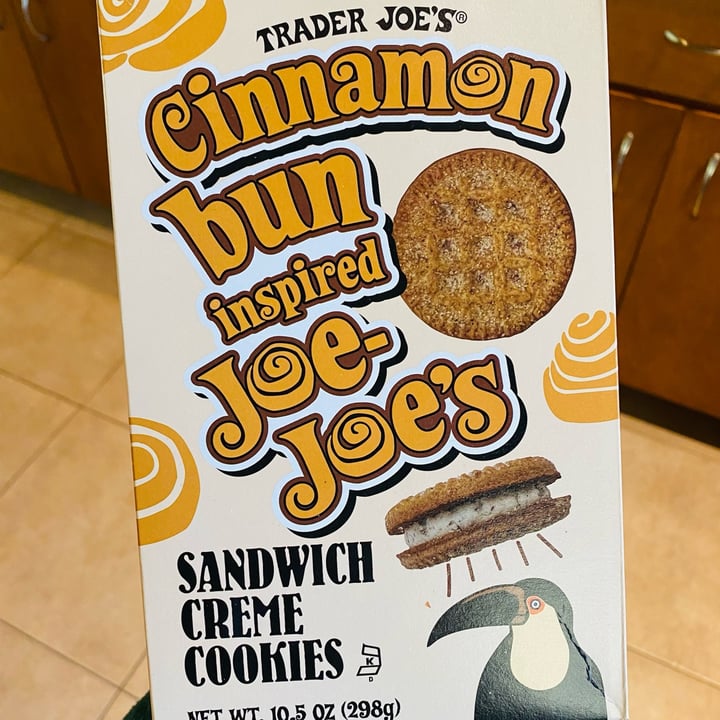 TRADER JOE'S®
Cinnamon
bun
inspired
JOE-
JOE'S
SANDWICH
CREME
COOKIES K
D
NET WT. 10.5 OZ (298g)